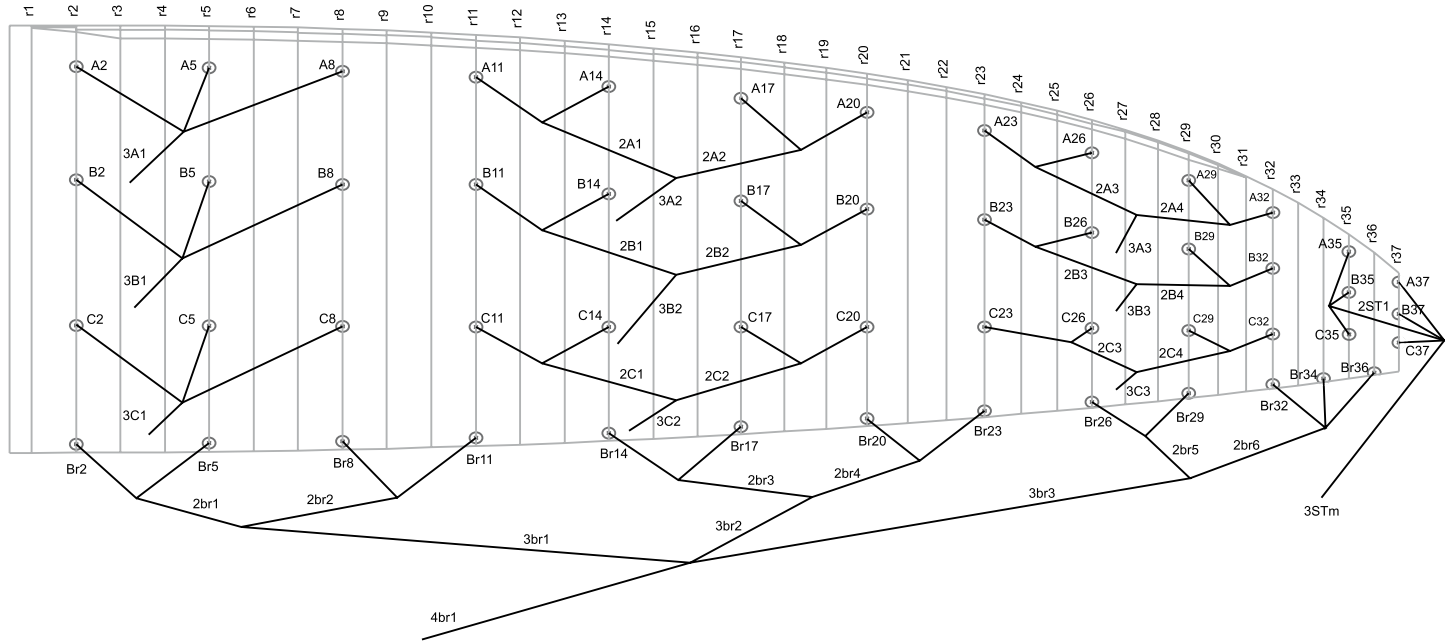 r1 r2 r3 r4 r5 r6 r7 r8 r9 r10 r11 r12 r13 r14 r15 r16 r17 r18 r19 r20 r21 r22 r23 r24 r25 r26 r27 r28 r29 r30 r31 r32 r33 r34 r35 r36 r37
A2 A5 A8 A11 A14 A17 A20 A23 A26 A29 A32 A35 A37
3A1 2A1 2A2 3A2 2A3 2A4 3A3
B2 B5 B8 B11 B14 B17 B20 B23 B26 B29 B32 B35 B37
3B1 2B1 2B2 3B2 2B3 2B4 3B3 2ST1
C2 C5 C8 C11 C14 C17 C20 C23 C26 C29 C32 C35 C37
3C1 2C1 2C2 3C2 2C3 2C4 3C3
Br2 Br5 Br8 Br11 Br14 Br17 Br20 Br23 Br26 Br29 Br32 Br34 Br36
2br1 2br2 2br3 2br4 2br5 2br6
3br1 3br2 3br3 3STm
4br1